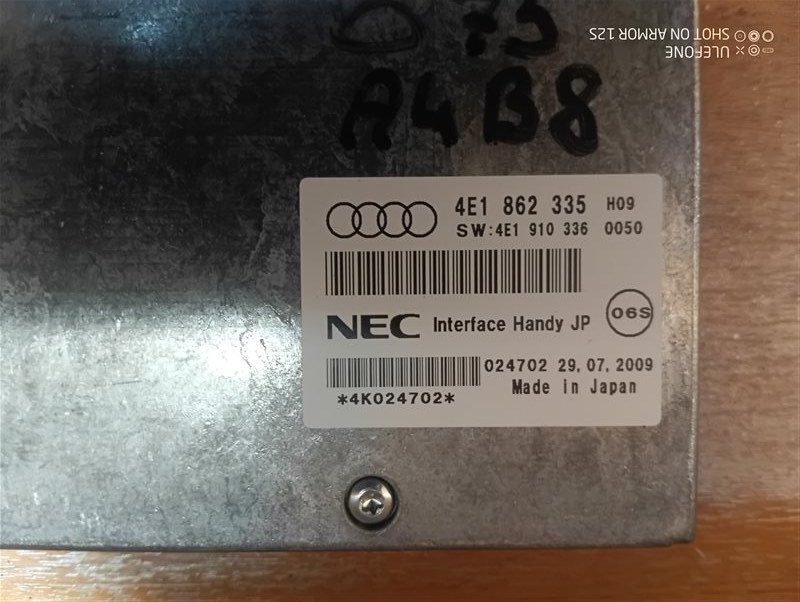 75
A4B8
4E1 862 335 H09
SW:4E1 910 336 0050
NEC Interface Handy JP 06S
024702 29.07.2009
Made in Japan
*4K024702*
ULEFONE
SHOT ON ARMOR 12S